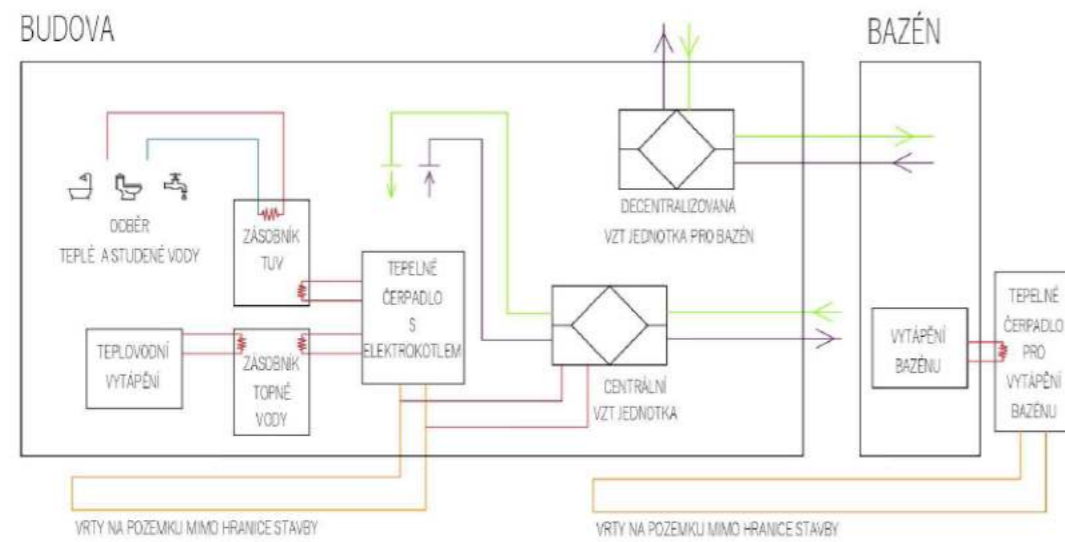 BUDOVA
BAZÉN
ODBĚR
TEPLÉ A STUDENÉ VODY
ZÁSOBNÍK
TUV
TEPELNÉ
ČERPADLO
S
ELEKTROKOTLEM
DECENTRALIZOVANÁ
VZT JEDNOTKA PRO BAZÉN
TEPLOVODNÍ
VYTÁPĚNÍ
ZÁSOBNÍK
TOPNÉ
VODY
CENTRÁLNÍ
VZT JEDNOTKA
VYTÁPĚNÍ
BAZÉNU
TEPELNÉ
ČERPADLO
PRO
VYTÁPĚNÍ
BAZÉNU
VRTY NA POZEMKU MIMO HRANICE STAVBY
VRTY NA POZEMKU MIMO HRANICE STAVBY